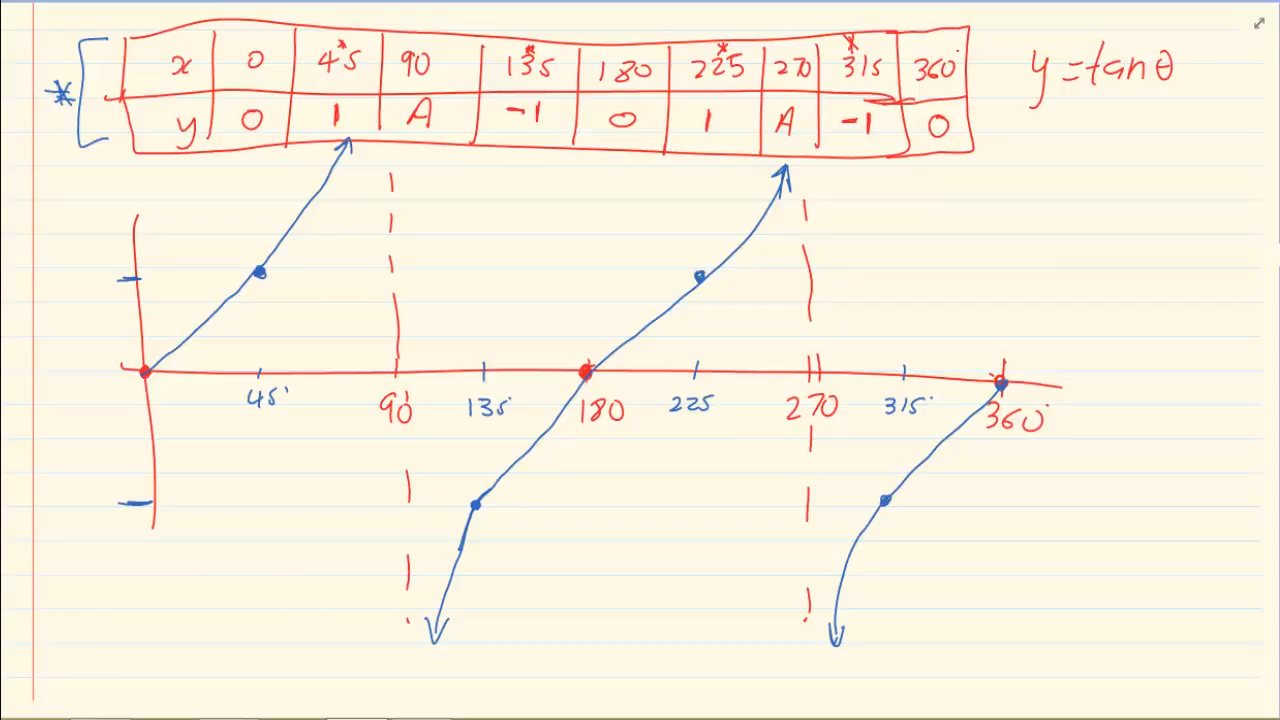 x 0 45 90 135 180 225 270 315 360° y = tanθ
y 0 1 A -1 0 1 A -1 0
45° 90° 135° 180 225 270 315° 360°